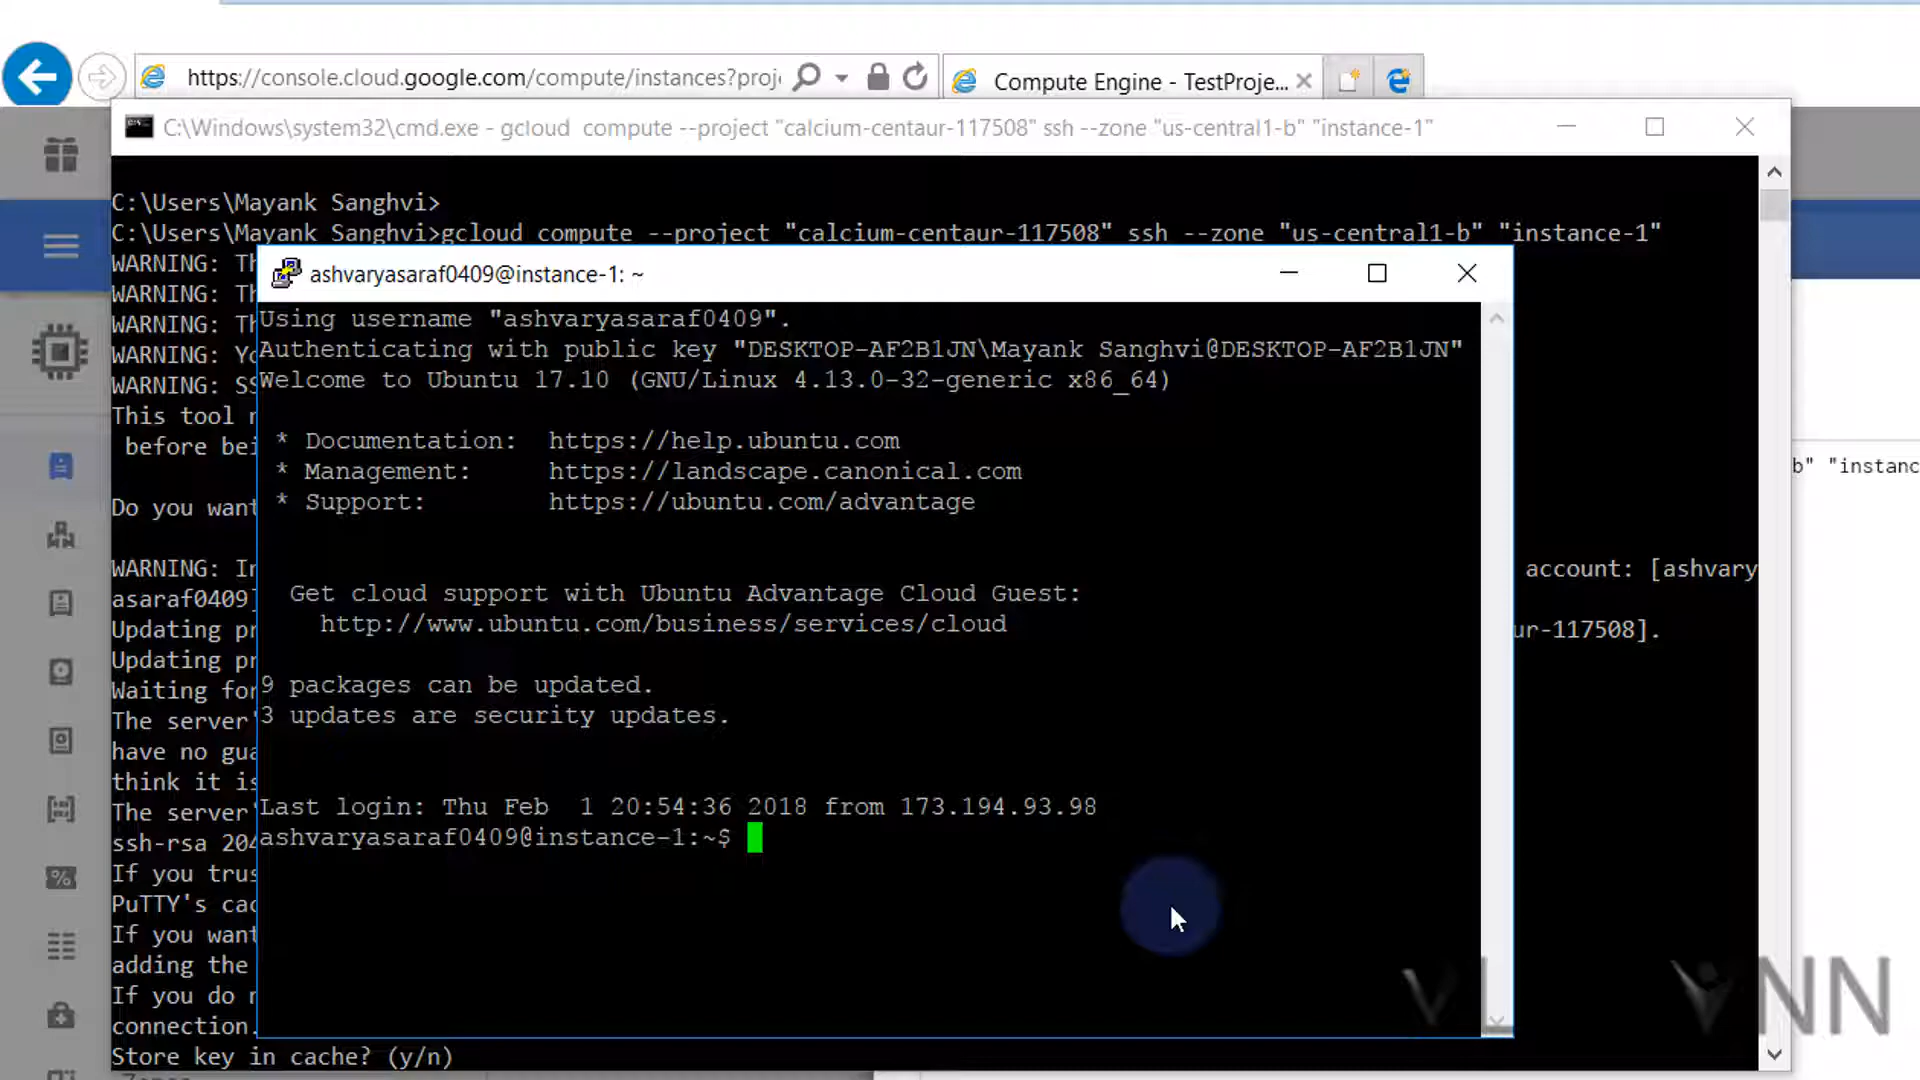 https://console.cloud.google.com/compute/instances?proj
Compute Engine - TestProje...
C:\Windows\system32\cmd.exe - gcloud  compute --project "calcium-centaur-117508" ssh --zone "us-central1-b" "instance-1"
C:\Users\Mayank Sanghvi>
C:\Users\Mayank Sanghvi>gcloud compute --project "calcium-centaur-117508" ssh --zone "us-central1-b" "instance-1"
WARNING: Th
WARNING: Th
WARNING: Th
WARNING: Yo
WARNING: SS
This tool
before bei
Do you want
WARNING: In
account: [ashvary
asaraf0409]
Updating pr
ur-117508].
Updating pr
Waiting for
The server'
have no gua
think it is
The server'
ssh-rsa 204
If you trus
PuTTY's cac
If you want
adding the
If you do
connection.
Store key in cache? (y/n)
ashvaryasaraf0409@instance-1: ~
Using username "ashvaryasaraf0409".
Authenticating with public key "DESKTOP-AF2B1JN\Mayank Sanghvi@DESKTOP-AF2B1JN"
Welcome to Ubuntu 17.10 (GNU/Linux 4.13.0-32-generic x86_64)
* Documentation:  https://help.ubuntu.com
* Management:     https://landscape.canonical.com
* Support:        https://ubuntu.com/advantage
Get cloud support with Ubuntu Advantage Cloud Guest:
http://www.ubuntu.com/business/services/cloud
9 packages can be updated.
3 updates are security updates.
Last login: Thu Feb  1 20:54:36 2018 from 173.194.93.98
ashvaryasaraf0409@instance-1:~$
b" "instanc